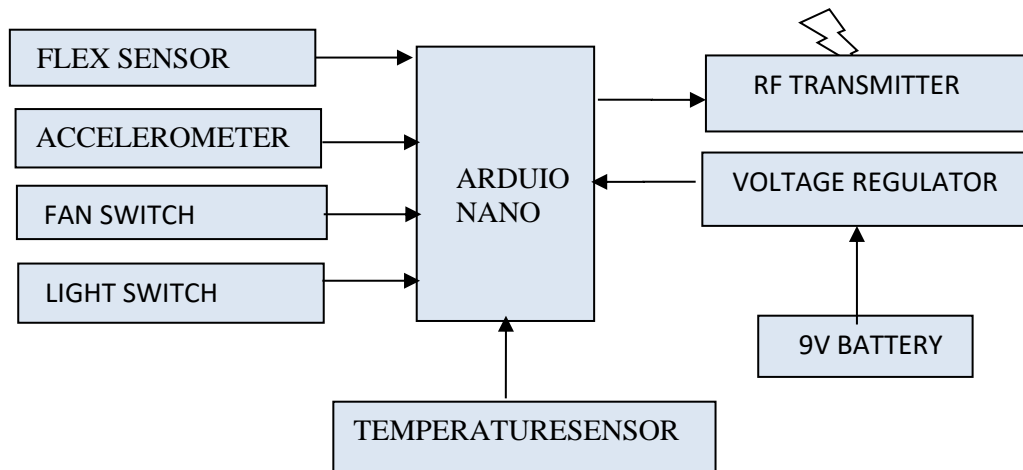 FLEX SENSOR
ACCELEROMETER
FAN SWITCH
LIGHT SWITCH
ARDUIO
NANO
RF TRANSMITTER
VOLTAGE REGULATOR
9V BATTERY
TEMPERATURESENSOR